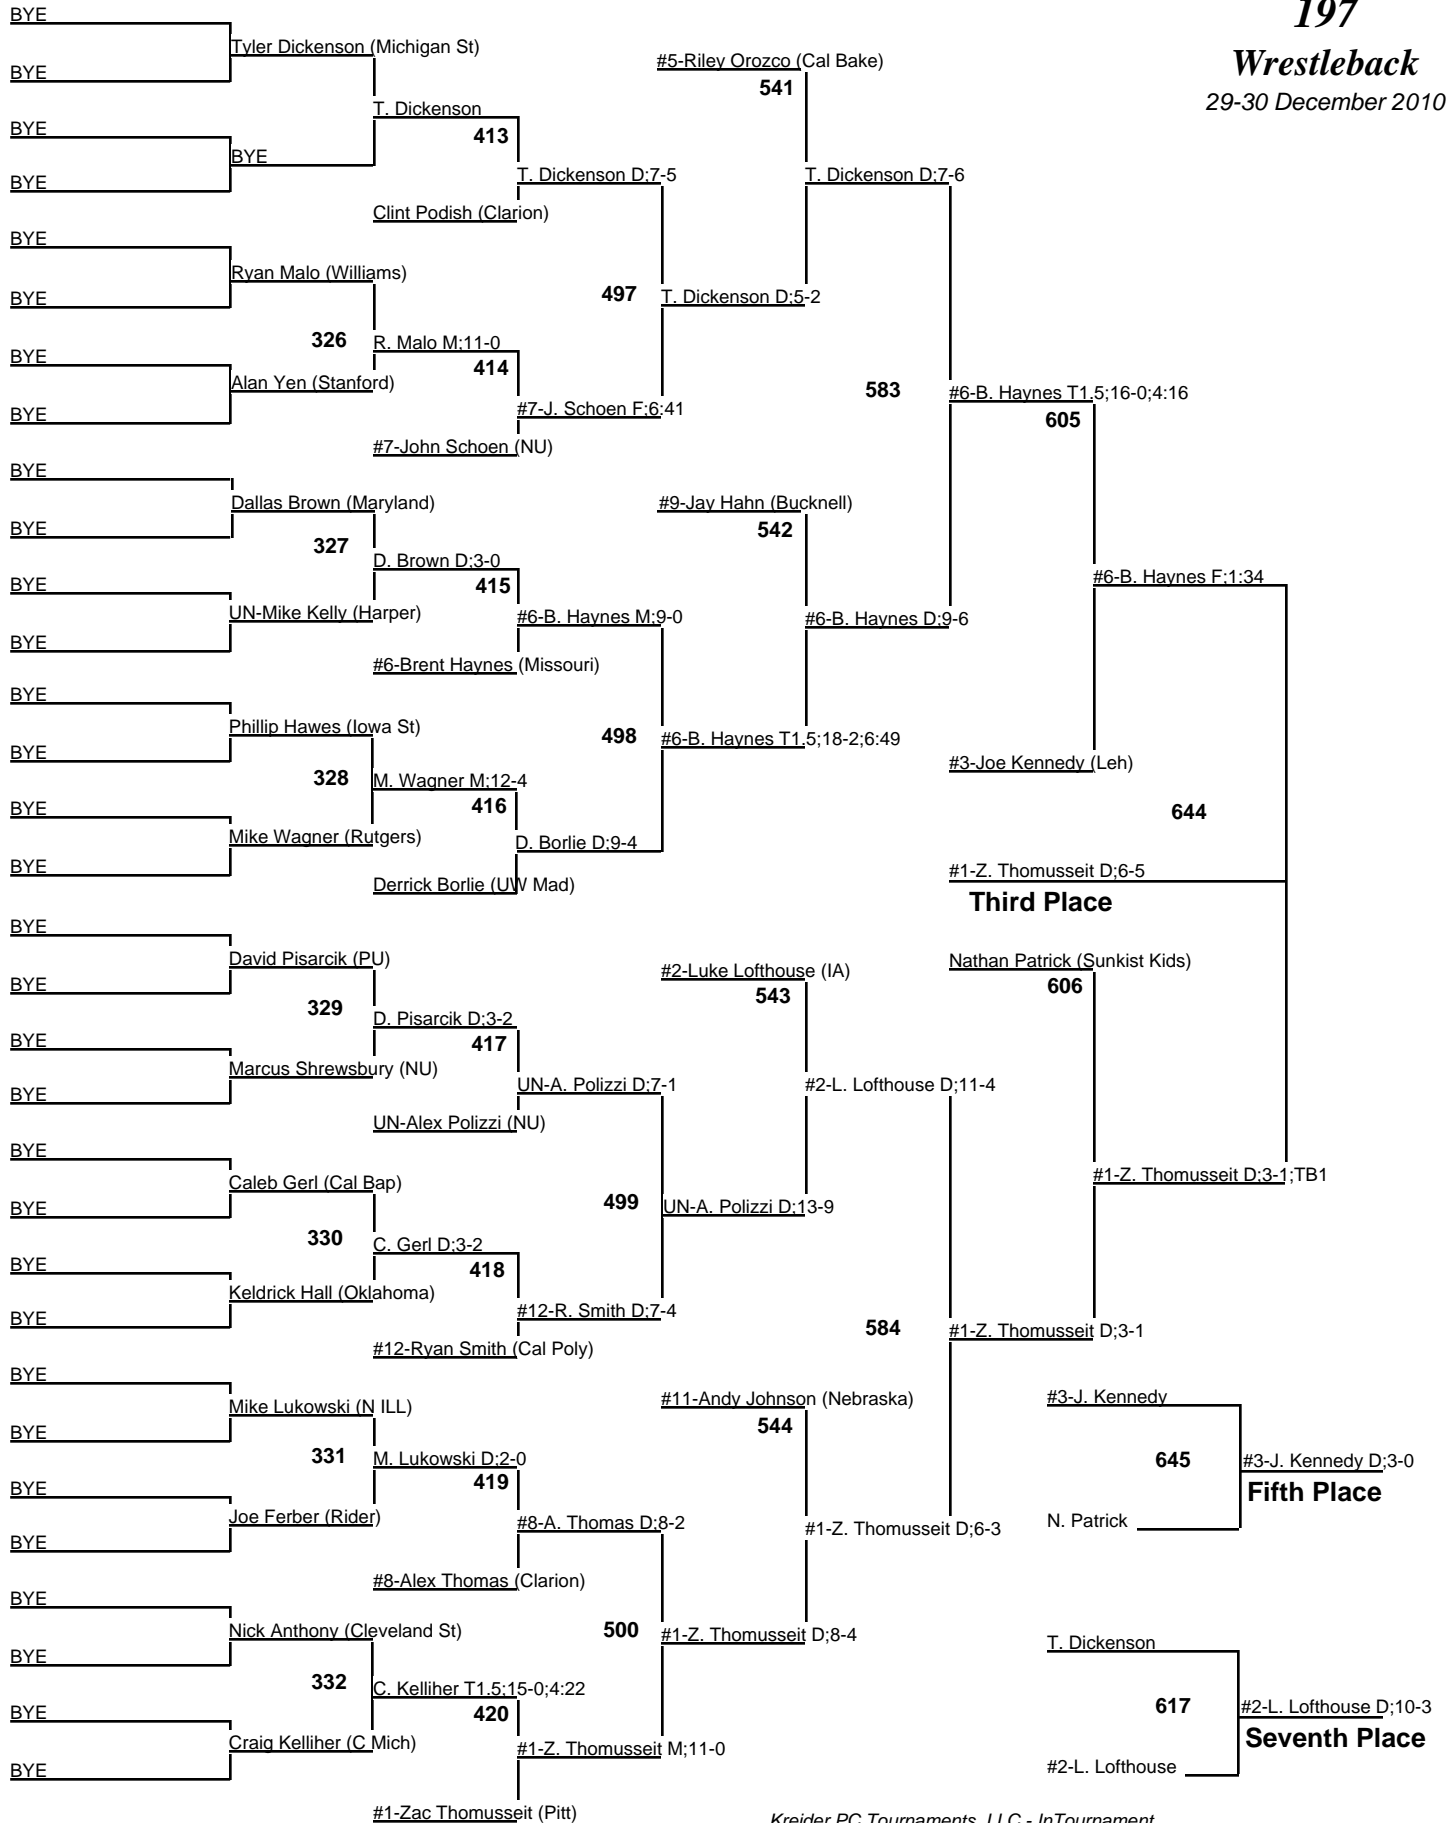 BYE
197
Tyler Dickenson (Michigan St)
#5-Riley Orozco (Cal Bake)
Wrestleback
BYE
541
29-30 December 2010
T. Dickenson
BYE
413
BYE
T. Dickenson D;7-5
T. Dickenson D;7-6
BYE
Clint Podish (Clarion)
BYE
Ryan Malo (Williams)
497
T. Dickenson D;5-2
BYE
326
R. Malo M;11-0
BYE
414
Alan Yen (Stanford)
583
#6-B. Haynes T1.5;16-0;4:16
BYE
#7-J. Schoen F;6:41
605
#7-John Schoen (NU)
BYE
Dallas Brown (Maryland)
#9-Jay Hahn (Bucknell)
BYE
542
327
D. Brown D;3-0
#6-B. Haynes F;1:34
BYE
415
UN-Mike Kelly (Harper)
#6-B. Haynes M;9-0
#6-B. Haynes D;9-6
BYE
#6-Brent Haynes (Missouri)
BYE
Phillip Hawes (Iowa St)
498
#6-B. Haynes T1.5;18-2;6:49
BYE
#3-Joe Kennedy (Leh)
328
M. Wagner M;12-4
BYE
416
644
Mike Wagner (Rutgers)
D. Borlie D;9-4
BYE
#1-Z. Thomusseit D;6-5
Derrick Borlie (UW Mad)
Third Place
BYE
David Pisarcik (PU)
#2-Luke Lofthouse (IA)
Nathan Patrick (Sunkist Kids)
BYE
543
606
329
D. Pisarcik D;3-2
BYE
417
Marcus Shrewsbury (NU)
UN-A. Polizzi D;7-1
#2-L. Lofthouse D;11-4
BYE
UN-Alex Polizzi (NU)
BYE
Caleb Gerl (Cal Bap)
#1-Z. Thomusseit D;3-1;TB1
BYE
499
UN-A. Polizzi D;13-9
330
C. Gerl D;3-2
BYE
418
Keldrick Hall (Oklahoma)
BYE
#12-R. Smith D;7-4
584
#1-Z. Thomusseit D;3-1
#12-Ryan Smith (Cal Poly)
BYE
Mike Lukowski (N ILL)
#11-Andy Johnson (Nebraska)
#3-J. Kennedy
BYE
544
331
M. Lukowski D;2-0
645
#3-J. Kennedy D;3-0
BYE
419
Fifth Place
Joe Ferber (Rider)
#8-A. Thomas D;8-2
#1-Z. Thomusseit D;6-3
N. Patrick
BYE
#8-Alex Thomas (Clarion)
BYE
Nick Anthony (Cleveland St)
500
#1-Z. Thomusseit D;8-4
T. Dickenson
BYE
332
C. Kelliher T1.5;15-0;4:22
BYE
420
617
#2-L. Lofthouse D;10-3
Craig Kelliher (C Mich)
#1-Z. Thomusseit M;11-0
Seventh Place
BYE
#2-L. Lofthouse
#1-Zac Thomusseit (Pitt)
Kreider PC Tournaments, LLC - InTournament